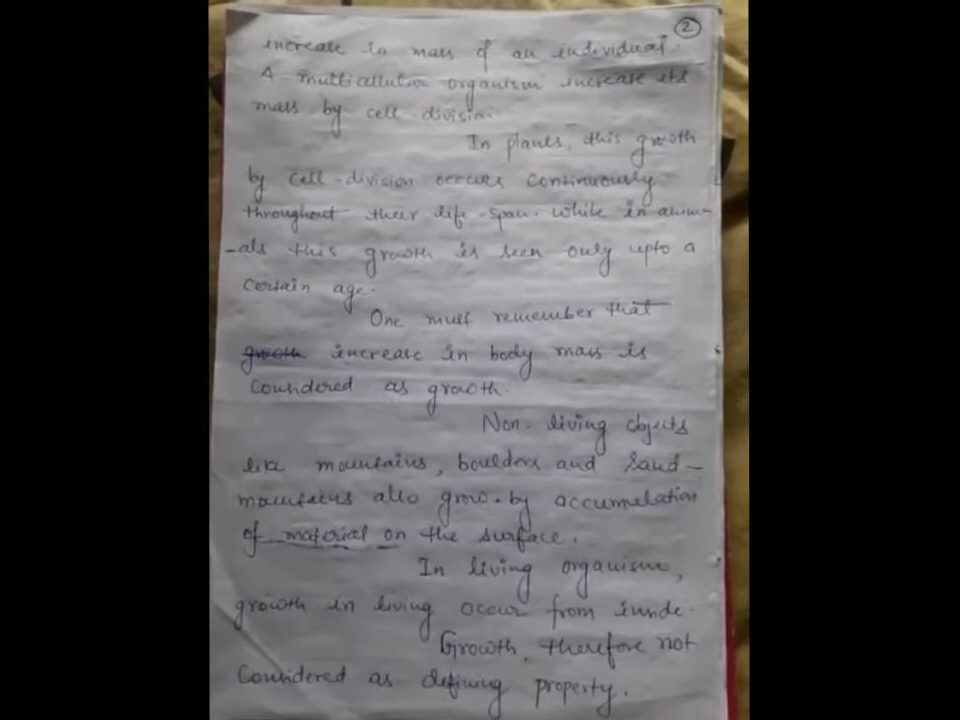 2
increase in mass of an individual.
A multicellular organism increase its
mass by cell-division.
In plants, this growth
by cell-division occurs continuously
throughout their life-span. While in anim-
-als this growth is seen only upto a
certain age.
One must remember that
growth increase in body mass is
Considered as growth.
Non-living objects
like mountains, boulders and Sand-
mountains also grow-by accumelation
of material on the surface.
In living organism,
growth in living occur from inside.
Growth, therefore not
Considered as defining property.